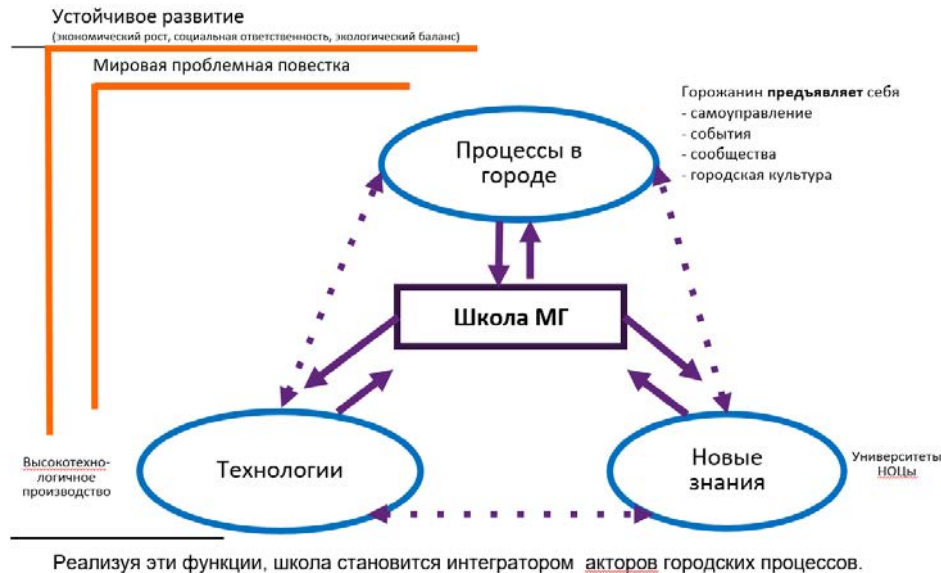 Устойчивое развитие
(экономический рост, социальная ответственность, экологический баланс)
Мировая проблемная повестка
Горожанин предъявляет себя
- самоуправление
- события
- сообщества
- городская культура
Процессы в
городе
Школа МГ
Технологии
Новые
знания
Высокотехно-
логичное
производство
Университеты
НОЦы
Реализуя эти функции, школа становится интегратором акторов городских процессов.